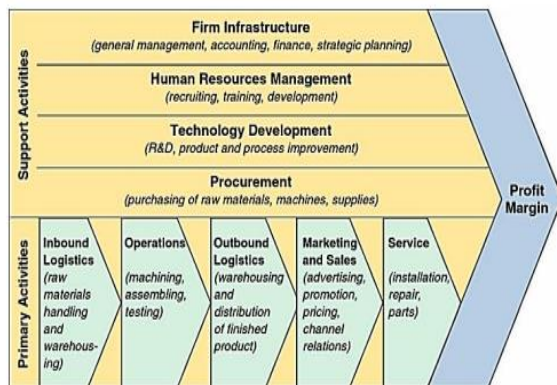 Support Activities
Firm Infrastructure
(general management, accounting, finance, strategic planning)
Human Resources Management
(recruiting, training, development)
Technology Development
(R&D, product and process improvement)
Procurement
(purchasing of raw materials, machines, supplies)
Profit
Margin
Primary Activities
Inbound
Logistics
(raw
materials
handling
and
warehous-
ing)
Operations
(machining,
assembling,
testing)
Outbound
Logistics
(warehousing
and
distribution
of finished
product)
Marketing
and Sales
(advertising,
promotion,
pricing,
channel
relations)
Service
(installation,
repair,
parts)